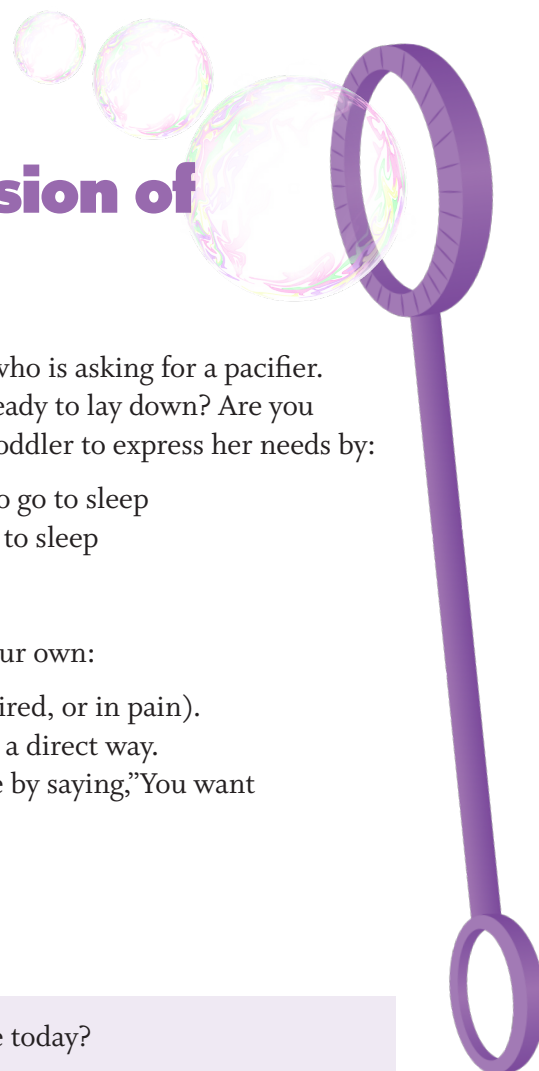 sion of
who is asking for a pacifier.
eady to lay down? Are you
oddler to express her needs by:
o go to sleep
to sleep
ur own:
ired, or in pain).
a direct way.
e by saying,”You want
e today?